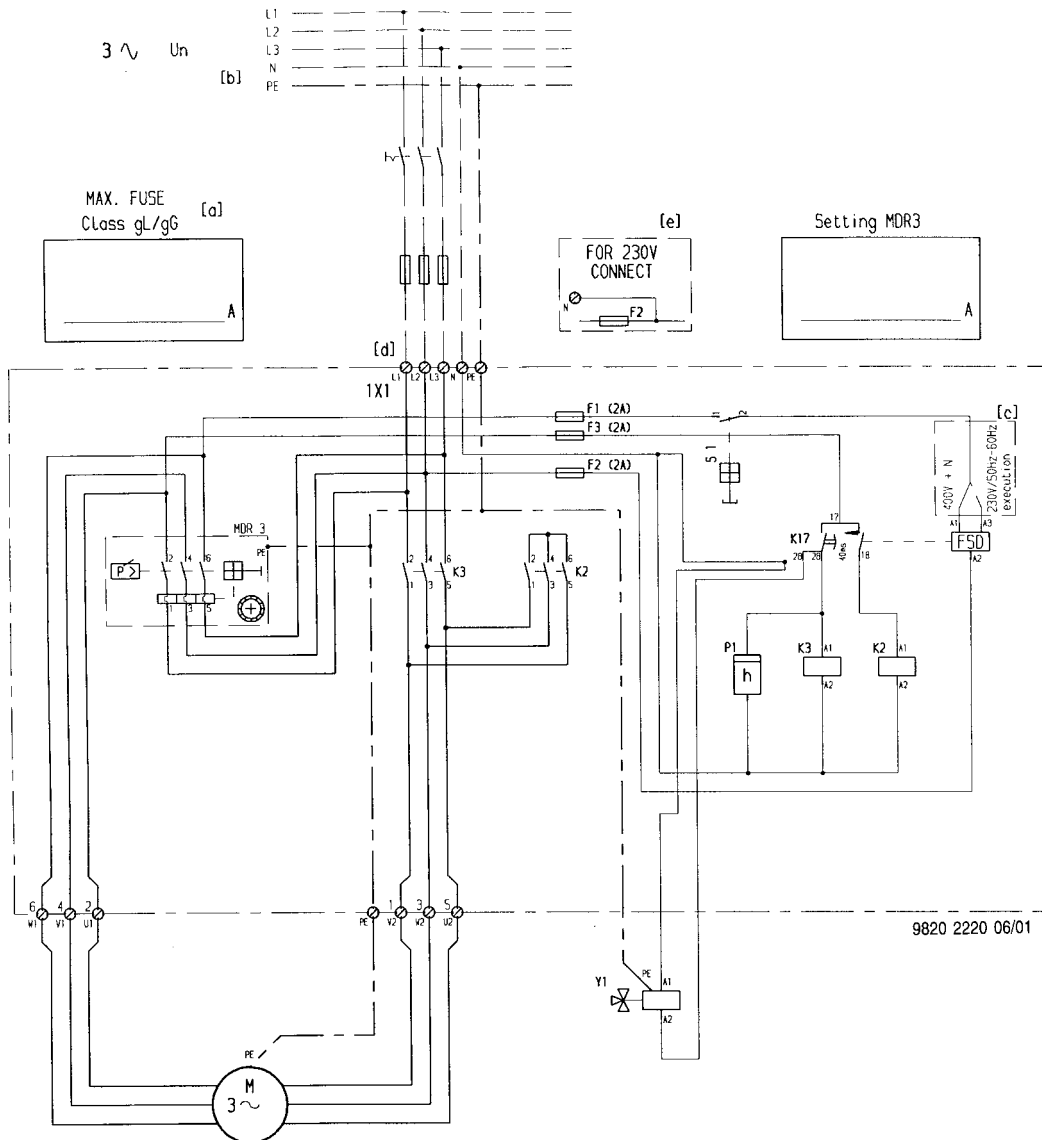 L1
L2
3 ∿ Un
L3
N
[b]
PE
MAX. FUSE
Class gL/gG
[a]
A
[e]
FOR 230V
CONNECT
N
F2
Setting MDR3
A
[d]
1X1
L1 L2 L3 N PE
F1 (2A)
F3 (2A)
F2 (2A)
S1
2
[c]
400V + N
230V/50Hz-60Hz
execution
A1 A3
FSD
A2
17
K17
28 26
40ms
18
MDR 3
PE
P>
2 4 6
1 3 5
2 4 6
K3
1 3 5
2 4 6
K2
1 3 5
P1
h
K3
A1
A2
K2
A1
A2
6 4 2
W1 V1 U1
PE
1 3 5
V2 W2 U2
9820 2220 06/01
Y1
PE
A1
A2
PE
M
3 ∿